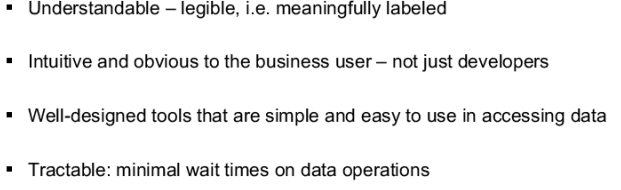 ▪ Understandable – legible, i.e. meaningfully labeled
▪ Intuitive and obvious to the business user – not just developers
▪ Well-designed tools that are simple and easy to use in accessing data
▪ Tractable: minimal wait times on data operations